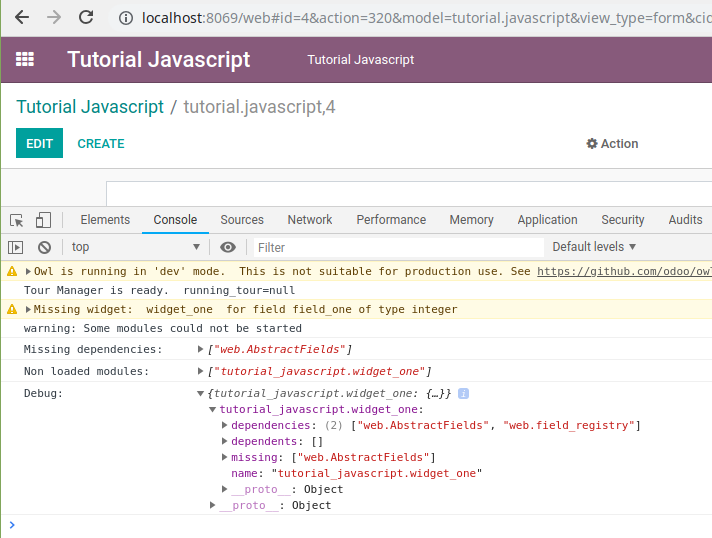 localhost:8069/web#id=4&action=320&model=tutorial.javascript&view_type=form&cid
Tutorial Javascript Tutorial Javascript
Tutorial Javascript / tutorial.javascript,4
EDIT CREATE Action
Elements Console Sources Network Performance Memory Application Security Audits
top Filter Default levels
Owl is running in 'dev' mode. This is not suitable for production use. See https://github.com/odoo/owl
Tour Manager is ready. running_tour=null
Missing widget: widget_one for field field_one of type integer
warning: Some modules could not be started
Missing dependencies: ["web.AbstractFields"]
Non loaded modules: ["tutorial_javascript.widget_one"]
Debug: {tutorial_javascript.widget_one: {…}} i
tutorial_javascript.widget_one:
dependencies: (2) ["web.AbstractFields", "web.field_registry"]
dependents: []
missing: ["web.AbstractFields"]
name: "tutorial_javascript.widget_one"
__proto__: Object
__proto__: Object